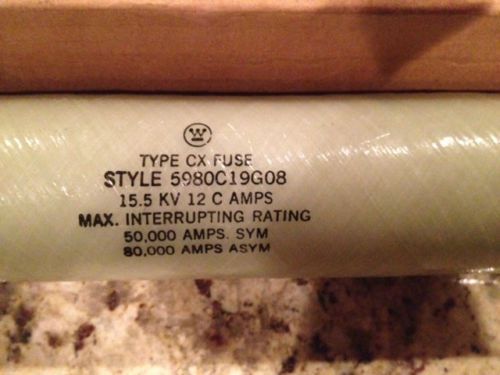 W
TYPE CX FUSE
STYLE 5980C19G08
15.5 KV 12 C AMPS
MAX. INTERRUPTING RATING
50,000 AMPS. SYM
80,000 AMPS ASYM